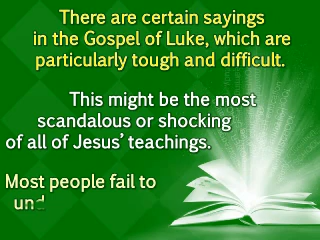 There are certain sayings
in the Gospel of Luke, which are
particularly tough and difficult.
This might be the most
scandalous or shocking
of all of Jesus’ teachings.
Most people fail to
und